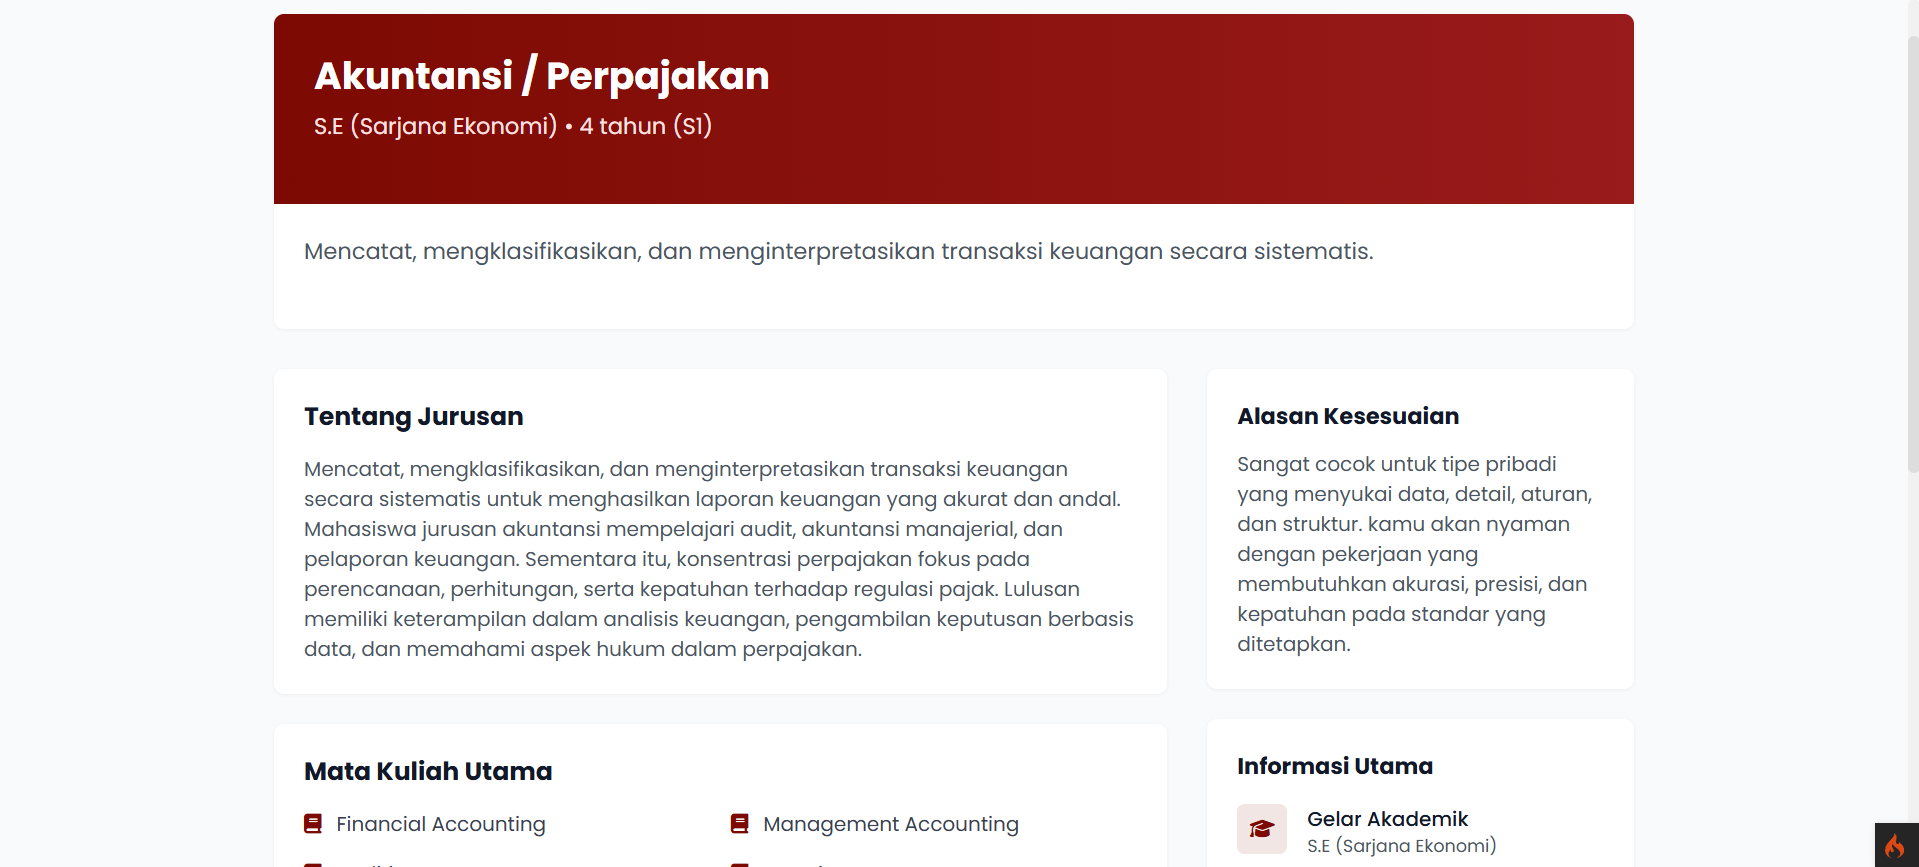 Akuntansi / Perpajakan
S.E (Sarjana Ekonomi) • 4 tahun (S1)
Mencatat, mengklasifikasikan, dan menginterpretasikan transaksi keuangan secara sistematis.
Tentang Jurusan
Mencatat, mengklasifikasikan, dan menginterpretasikan transaksi keuangan
secara sistematis untuk menghasilkan laporan keuangan yang akurat dan andal.
Mahasiswa jurusan akuntansi mempelajari audit, akuntansi manajerial, dan
pelaporan keuangan. Sementara itu, konsentrasi perpajakan fokus pada
perencanaan, perhitungan, serta kepatuhan terhadap regulasi pajak. Lulusan
memiliki keterampilan dalam analisis keuangan, pengambilan keputusan berbasis
data, dan memahami aspek hukum dalam perpajakan.
Alasan Kesesuaian
Sangat cocok untuk tipe pribadi
yang menyukai data, detail, aturan,
dan struktur. kamu akan nyaman
dengan pekerjaan yang
membutuhkan akurasi, presisi, dan
kepatuhan pada standar yang
ditetapkan.
Mata Kuliah Utama
Financial Accounting
Management Accounting
Informasi Utama
Gelar Akademik
S.E (Sarjana Ekonomi)